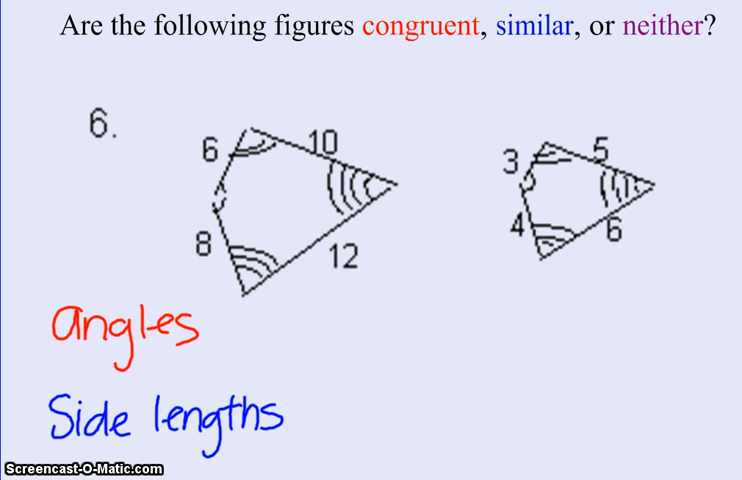 Are the following figures congruent, similar, or neither?
6.
6
10
8
12
3
5
4
6
angles
Side lengths
Screencast-O-Matic.com